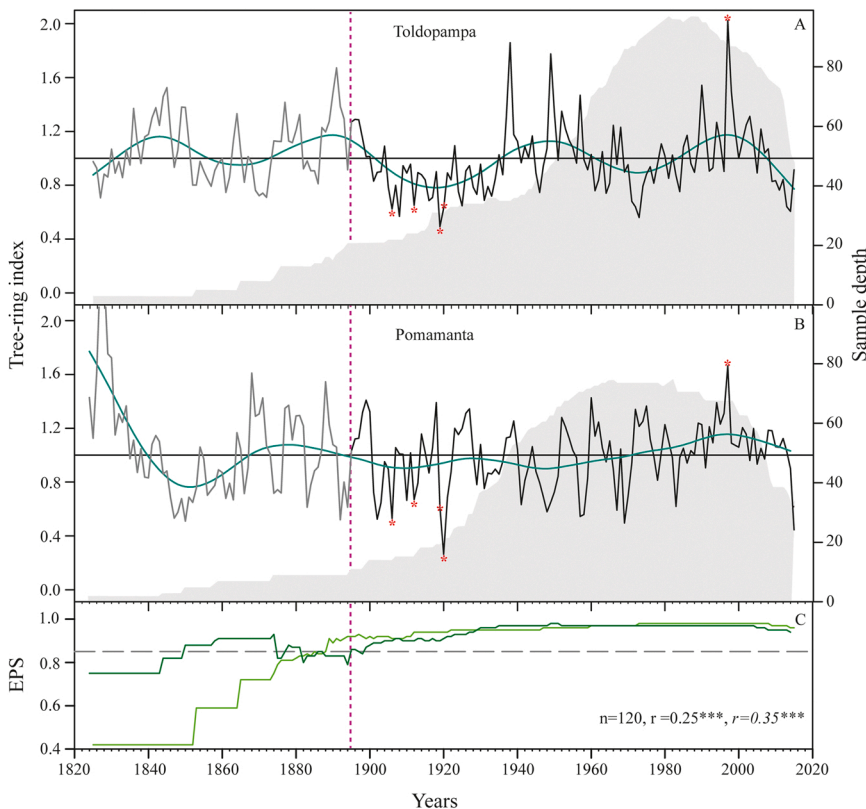 2.0
A
Toldopampa
1.6
80
1.2
60
0.8
40
0.4
20
0.0
0
Tree-ring index
Sample depth
2.0
B
Pomamanta
1.6
80
1.2
60
0.8
40
0.4
20
0.0
0
1.0
C
0.8
EPS
0.6
n=120, r =0.25***, r=0.35***
0.4
1820 1840 1860 1880 1900 1920 1940 1960 1980 2000 2020
Years